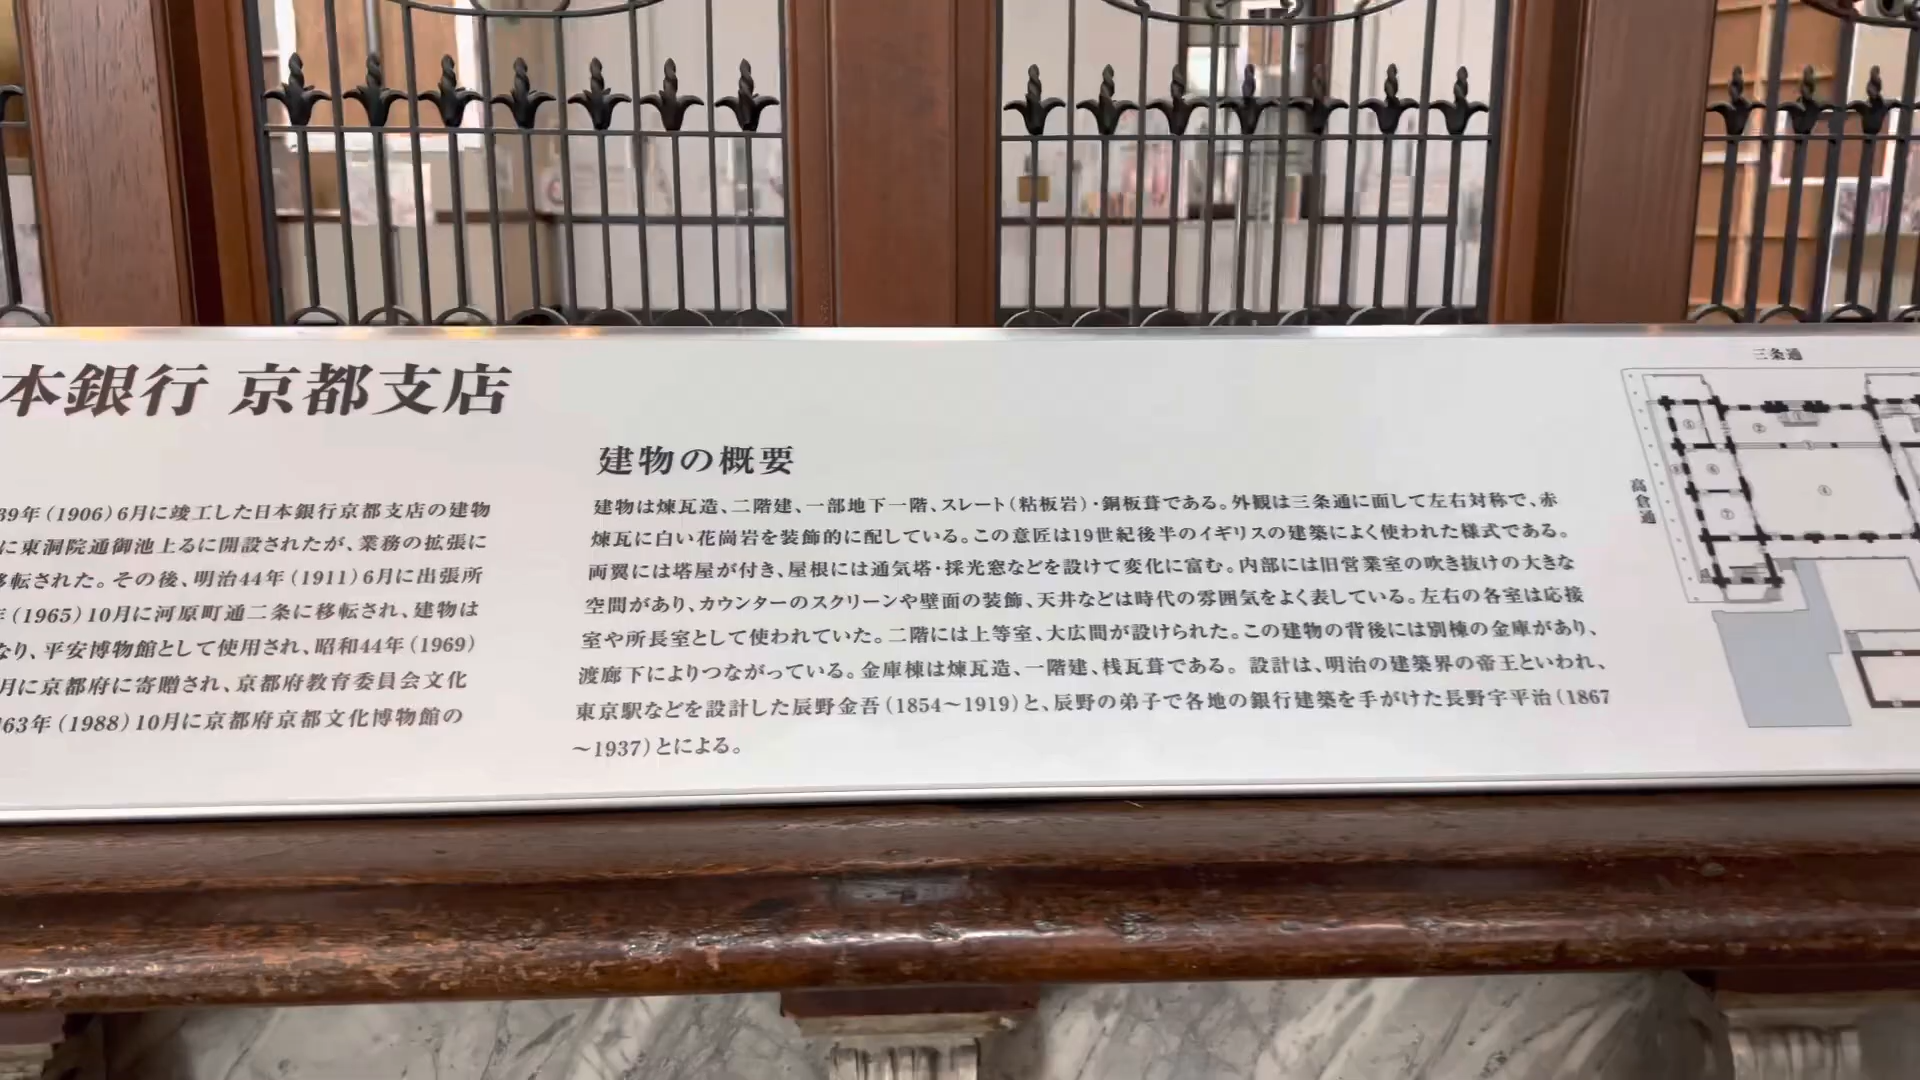 本銀行 京都支店
39年(1906)6月に竣工した日本銀行京都支店の建物
に東洞院通御池上るに開設されたが、業務の拡張に
移転された。その後、明治44年(1911)6月に出張所
年(1965)10月に河原町通二条に移転され、建物は
なり、平安博物館として使用され、昭和44年(1969)
月に京都府に寄贈され、京都府教育委員会文化
63年(1988)10月に京都府京都文化博物館の
建物の概要
建物は煉瓦造、二階建、一部地下一階、スレート(粘板岩)・銅板葺である。外観は三条通に面して左右対称で、赤
煉瓦に白い花崗岩を装飾的に配している。この意匠は19世紀後半のイギリスの建築によく使われた様式である。
両翼には塔屋が付き、屋根には通気塔・採光窓などを設けて変化に富む。内部には旧営業室の吹き抜けの大きな
空間があり、カウンターのスクリーンや壁面の装飾、天井などは時代の雰囲気をよく表している。左右の各室は応接
室や所長室として使われていた。二階には上等室、大広間が設けられた。この建物の背後には別棟の金庫があり、
渡廊下によりつながっている。金庫棟は煉瓦造、一階建、桟瓦葺である。設計は、明治の建築界の帝王といわれ、
東京駅などを設計した辰野金吾(1854〜1919)と、辰野の弟子で各地の銀行建築を手がけた長野宇平治(1867
〜1937)とによる。
三条通
高倉通